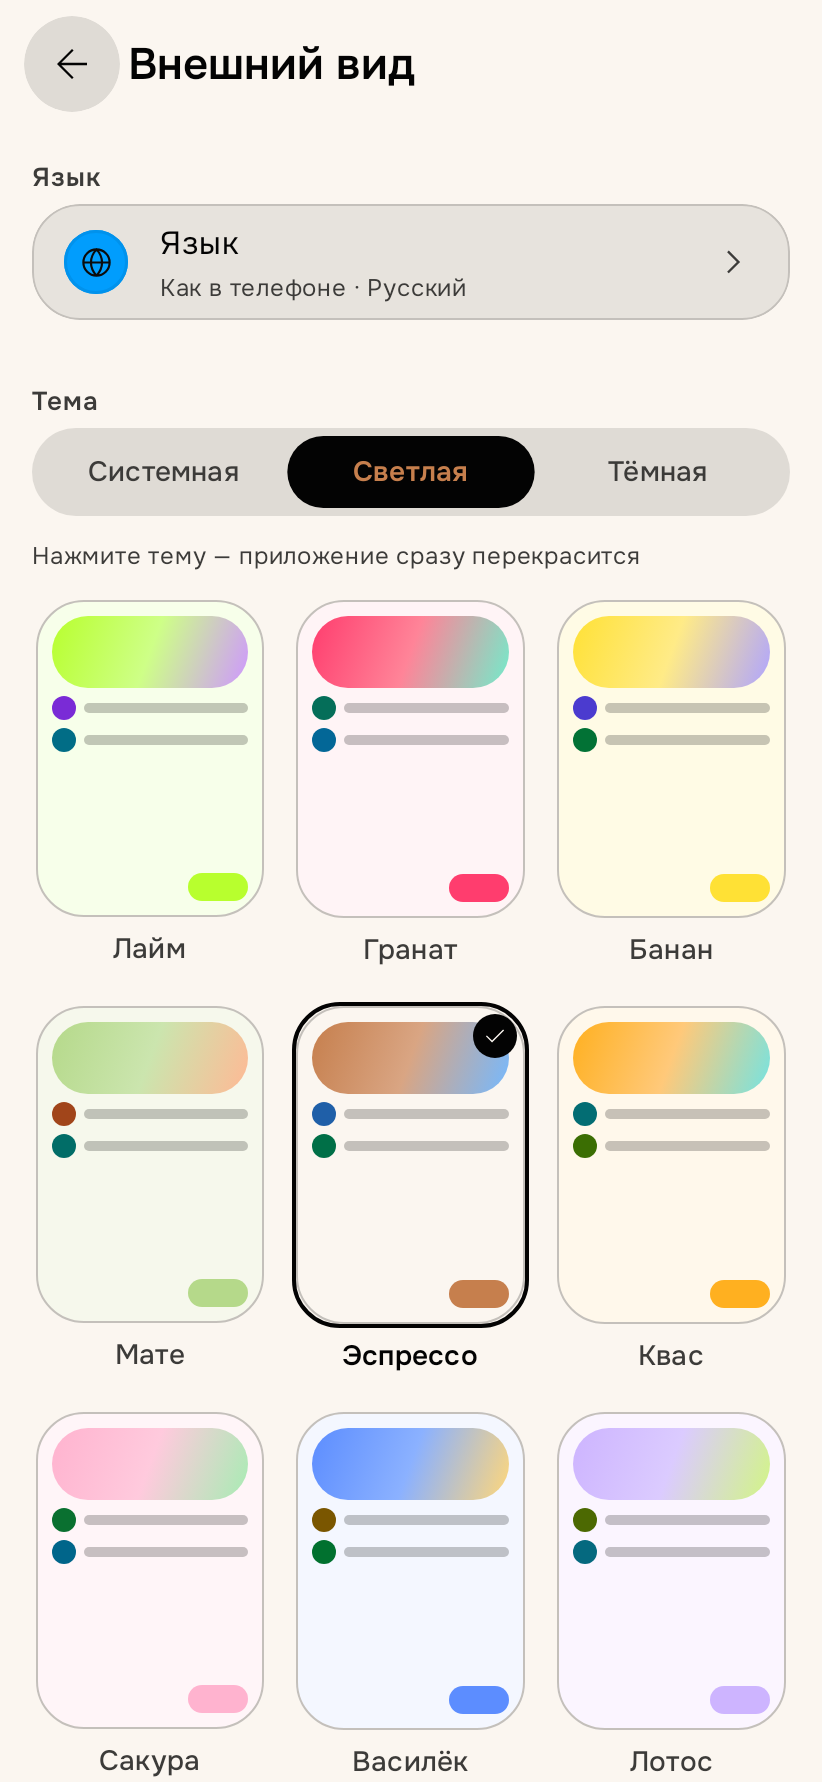 Внешний вид
Язык
Язык
Как в телефоне · Русский
Тема
Системная Светлая Тёмная
Нажмите тему — приложение сразу перекрасится
Лайм Гранат Банан
Мате Эспрессо Квас
Сакура Василёк Лотос